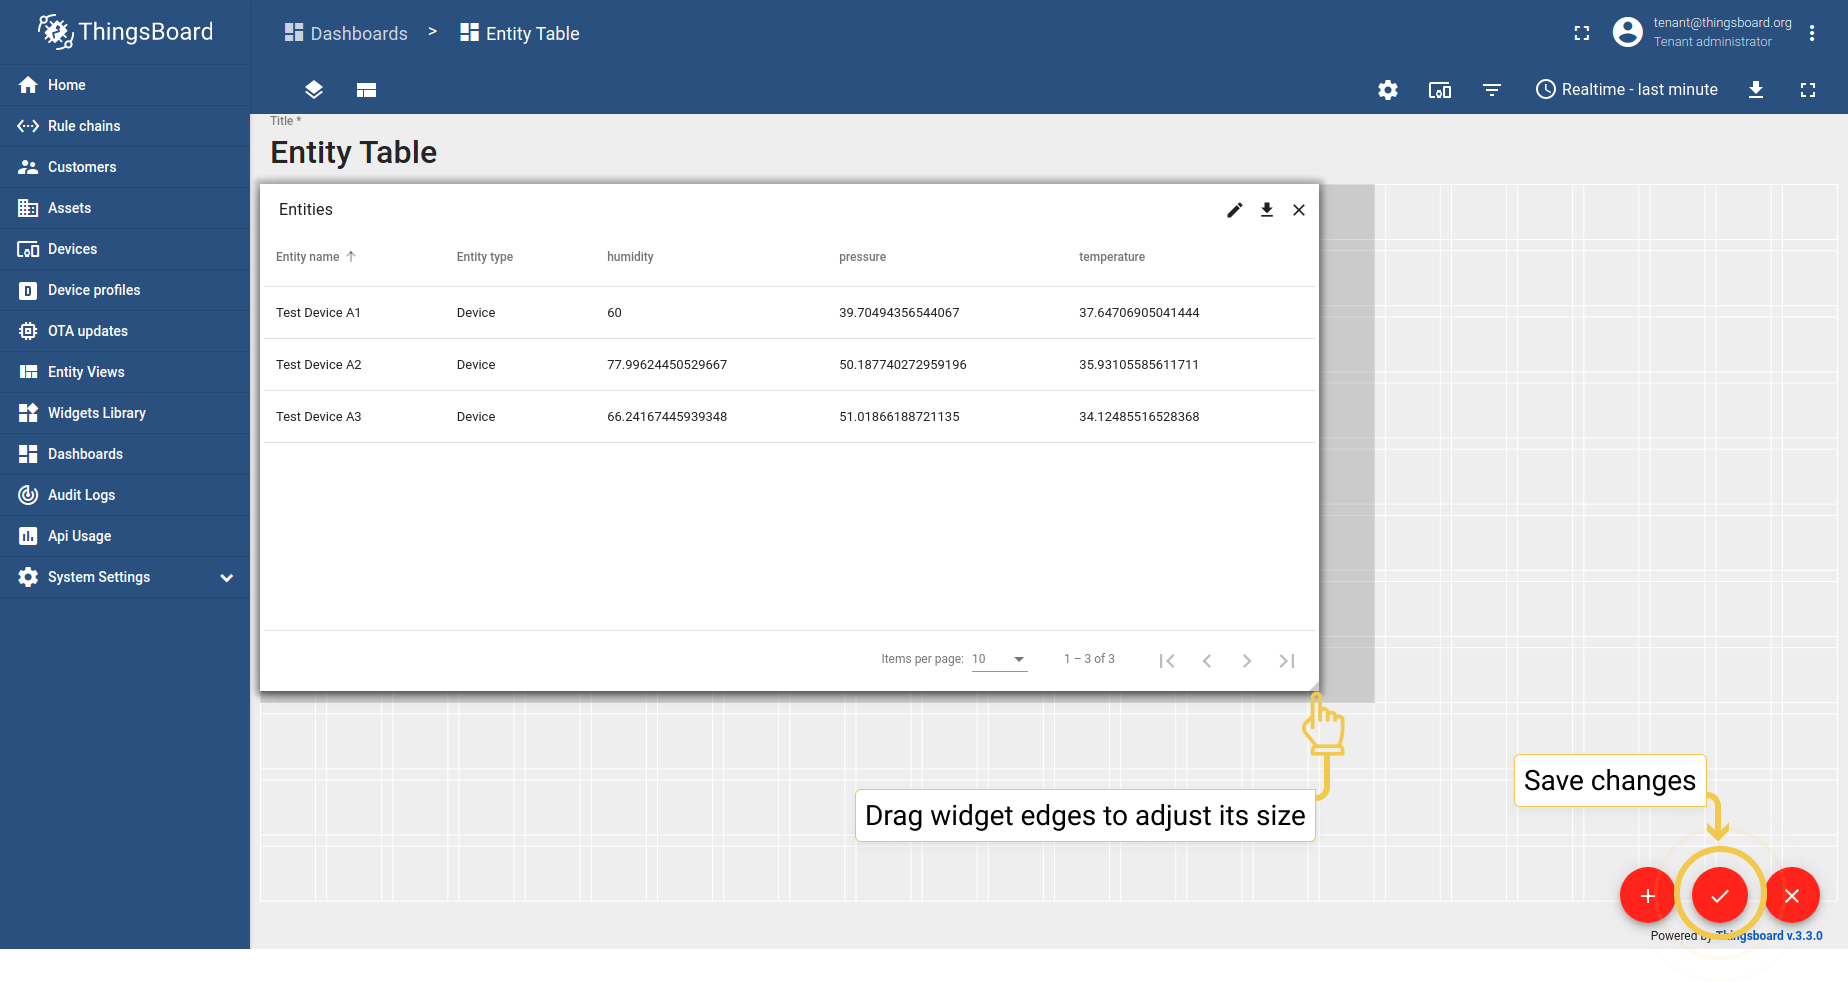 ThingsBoard
Dashboards > Entity Table
tenant@thingsboard.org
Tenant administrator
Home
Rule chains
Customers
Assets
Devices
Device profiles
OTA updates
Entity Views
Widgets Library
Dashboards
Audit Logs
Api Usage
System Settings
Realtime - last minute
Title *
Entity Table
Entities
Entity name Entity type humidity pressure temperature
Test Device A1 Device 60 39.70494356544067 37.64706905041444
Test Device A2 Device 77.99624450529667 50.187740272959196 35.93105585611711
Test Device A3 Device 66.24167445939348 51.01866188721135 34.12485516528368
Items per page: 10 1 – 3 of 3
Drag widget edges to adjust its size
Save changes
Powered by Thingsboard v.3.3.0